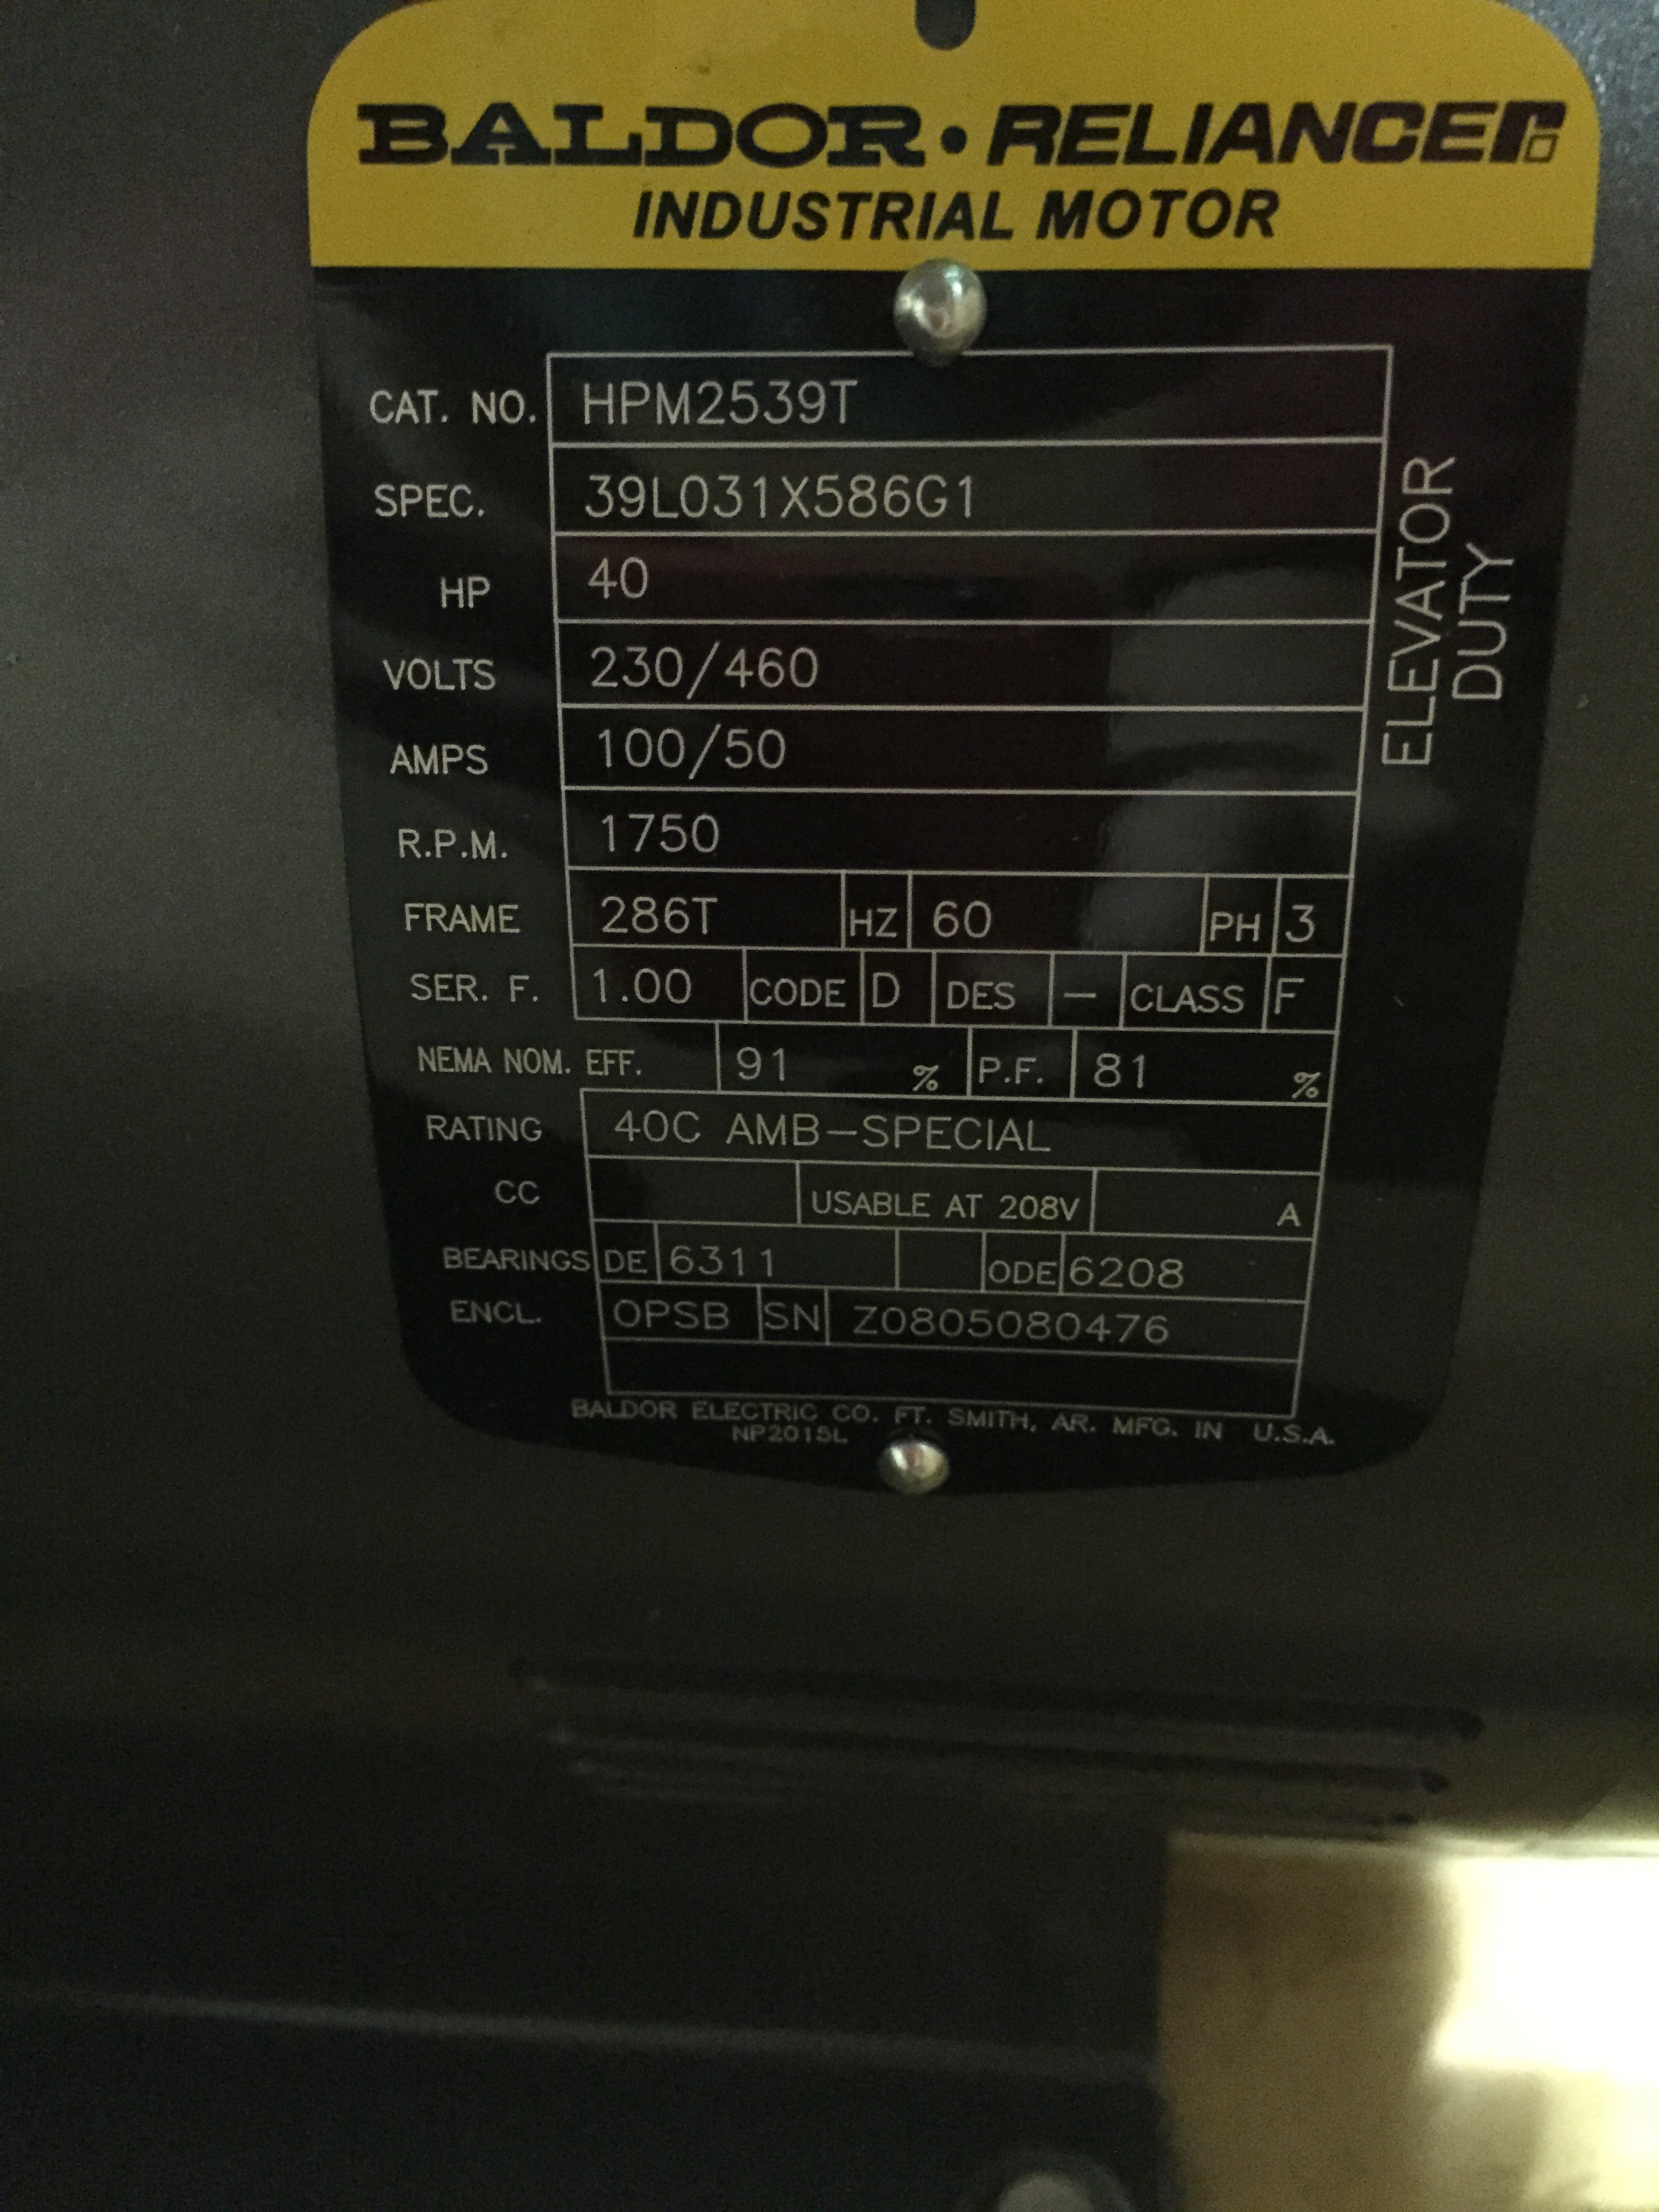 BALDOR • RELIANCER
INDUSTRIAL MOTOR
CAT. NO. HPM2539T
SPEC. 39L031X586G1
HP 40
VOLTS 230/460
AMPS 100/50
R.P.M. 1750
FRAME 286T HZ 60 PH 3
SER. F. 1.00 CODE D DES — CLASS F
NEMA NOM. EFF. 91 % P.F. 81 %
RATING 40C AMB-SPECIAL
CC USABLE AT 208V A
BEARINGS DE 6311 ODE 6208
ENCL. OPSB SN Z0805080476
BALDOR ELECTRIC CO. FT. SMITH, AR. MFG. IN U.S.A.
NP2015L
ELEVATOR
DUTY